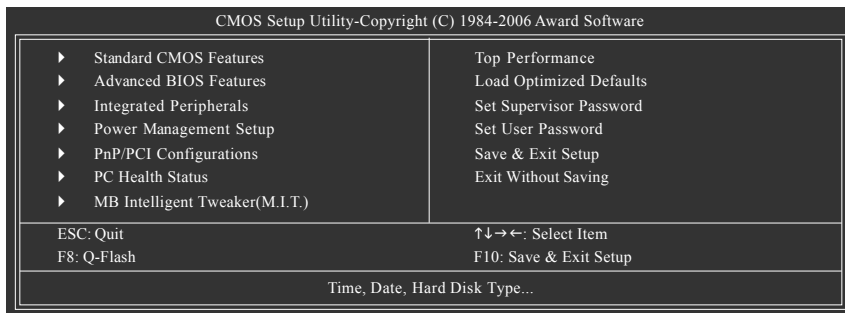 CMOS Setup Utility-Copyright (C) 1984-2006 Award Software
Standard CMOS Features
Advanced BIOS Features
Integrated Peripherals
Power Management Setup
PnP/PCI Configurations
PC Health Status
MB Intelligent Tweaker(M.I.T.)
Top Performance
Load Optimized Defaults
Set Supervisor Password
Set User Password
Save & Exit Setup
Exit Without Saving
ESC: Quit
↑↓→←: Select Item
F8: Q-Flash
F10: Save & Exit Setup
Time, Date, Hard Disk Type...